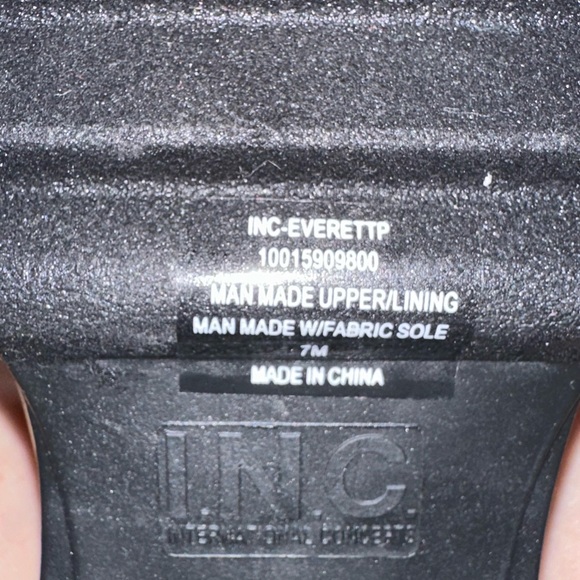 INC-EVERETTP
10015909800
MAN MADE UPPER/LINING
MAN MADE W/FABRIC SOLE
7M
MADE IN CHINA
I.N.C.
INTERNATIONAL CONCEPTS